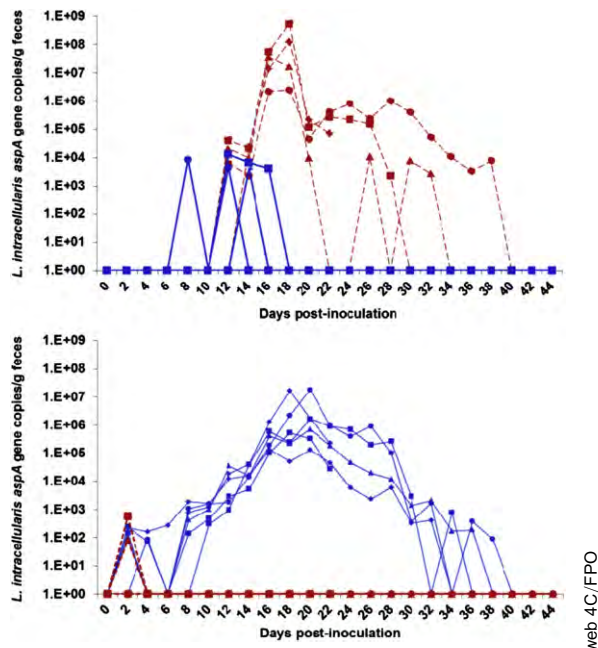 L. intracellularis aspA gene copies/g feces
1.E+09
1.E+08
1.E+07
1.E+06
1.E+05
1.E+04
1.E+03
1.E+02
1.E+01
1.E+00
0 2 4 6 8 10 12 14 16 18 20 22 24 26 28 30 32 34 36 38 40 42 44
Days post-inoculation
L. intracellularis aspA gene copies/g feces
1.E+09
1.E+08
1.E+07
1.E+06
1.E+05
1.E+04
1.E+03
1.E+02
1.E+01
1.E+00
0 2 4 6 8 10 12 14 16 18 20 22 24 26 28 30 32 34 36 38 40 42 44
Days post-inoculation
web 4C/FPO